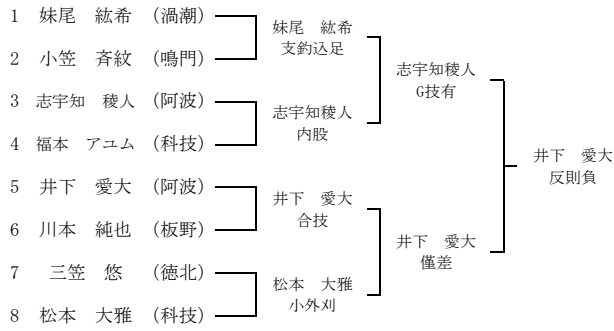 1 妹尾 紘希 (渦潮)
2 小笠 斉紋 (鳴門)
3 志宇知 稜人 (阿波)
4 福本 アユム (科技)
5 井下 愛大 (阿波)
6 川本 純也 (板野)
7 三笠 悠 (徳北)
8 松本 大雅 (科技)
妹尾 紘希
支釣込足
志宇知稜人
内股
井下 愛大
合技
松本 大雅
小外刈
志宇知稜人
G技有
井下 愛大
僅差
井下 愛大
反則負